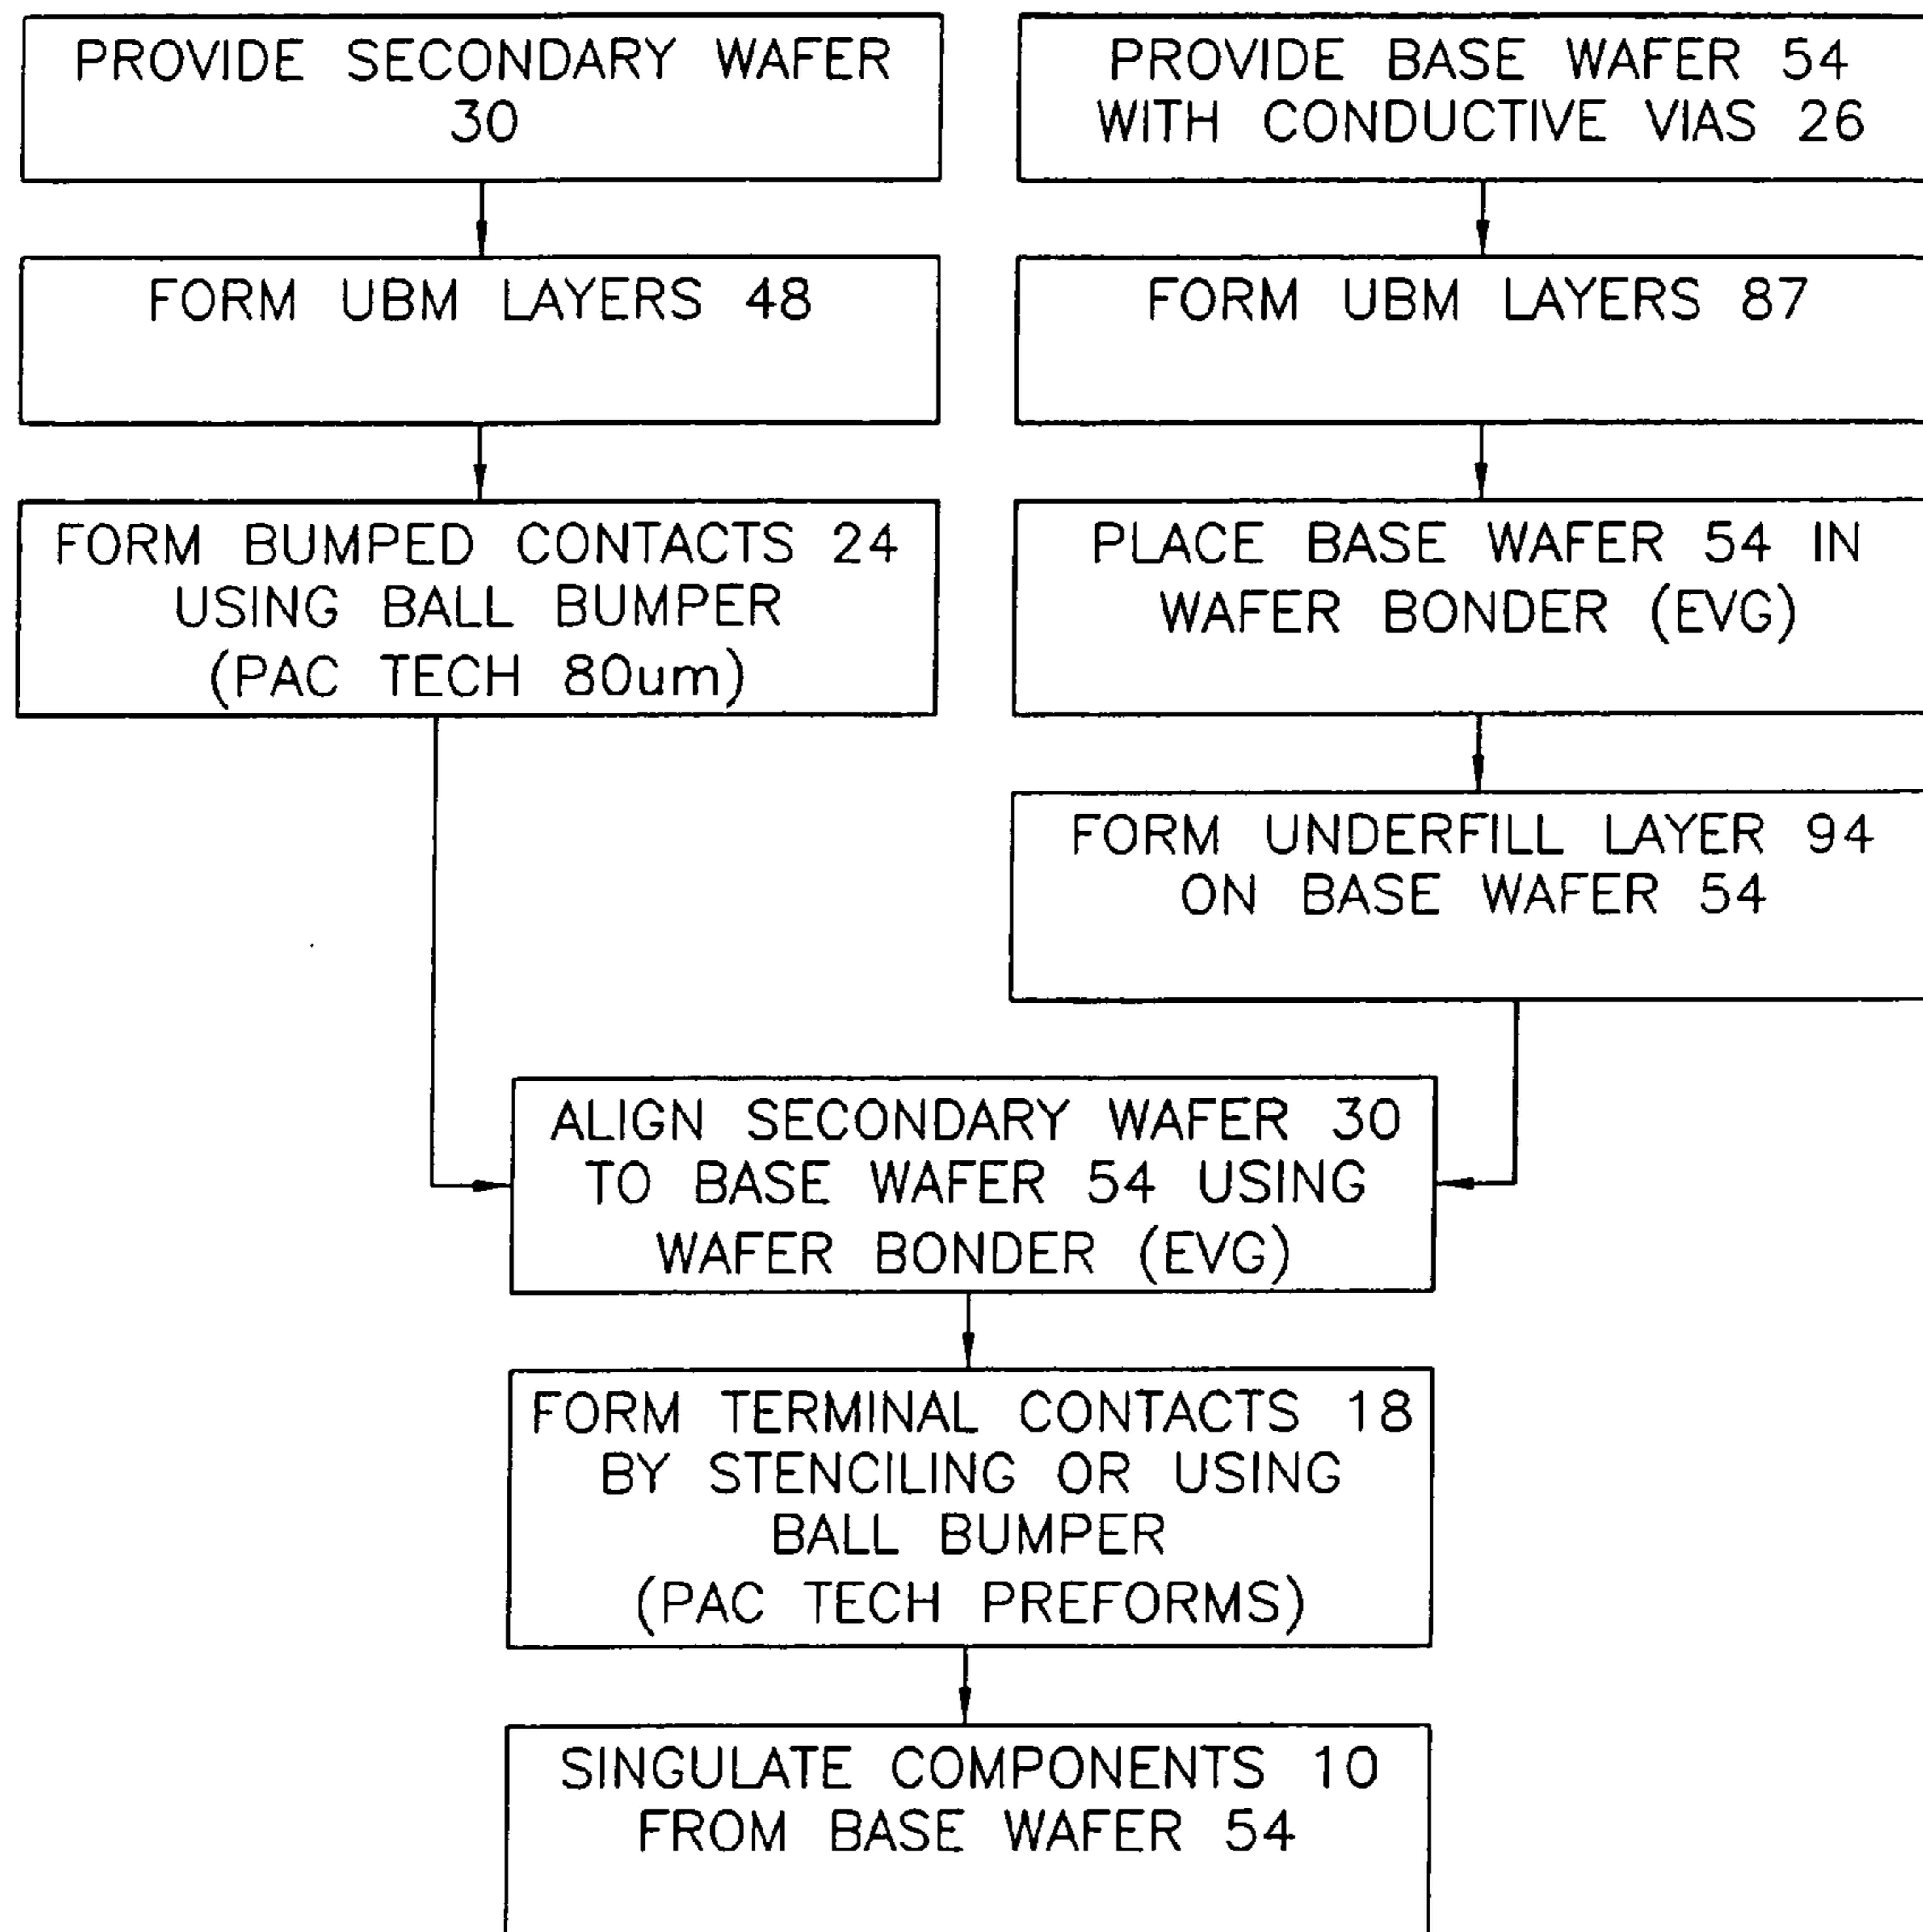 PROVIDE SECONDARY WAFER
30
FORM UBM LAYERS 48
FORM BUMPED CONTACTS 24
USING BALL BUMPER
(PAC TECH 80um)
PROVIDE BASE WAFER 54
WITH CONDUCTIVE VIAS 26
FORM UBM LAYERS 87
PLACE BASE WAFER 54 IN
WAFER BONDER (EVG)
FORM UNDERFILL LAYER 94
ON BASE WAFER 54
ALIGN SECONDARY WAFER 30
TO BASE WAFER 54 USING
WAFER BONDER (EVG)
FORM TERMINAL CONTACTS 18
BY STENCILING OR USING
BALL BUMPER
(PAC TECH PREFORMS)
SINGULATE COMPONENTS 10
FROM BASE WAFER 54